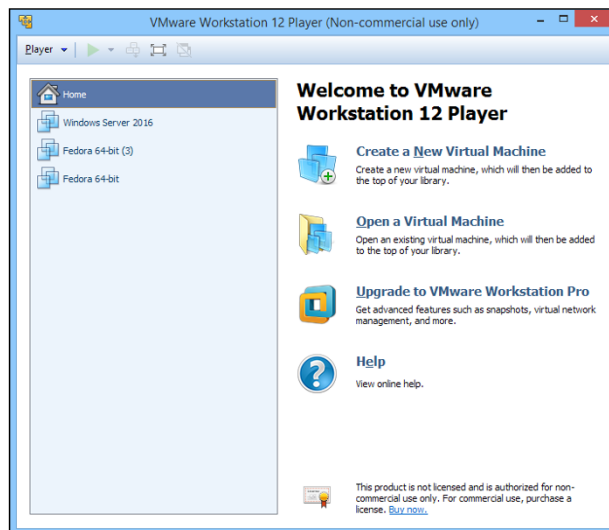 VMware Workstation 12 Player (Non-commercial use only)
Player
Home
Windows Server 2016
Fedora 64-bit (3)
Fedora 64-bit
Welcome to VMware
Workstation 12 Player
Create a New Virtual Machine
Create a new virtual machine, which will then be added to
the top of your library.
Open a Virtual Machine
Open an existing virtual machine, which will then be added
to the top of your library.
Upgrade to VMware Workstation Pro
Get advanced features such as snapshots, virtual network
management, and more.
Help
View online help.
This product is not licensed and is authorized for non-
commercial use only. For commercial use, purchase a
license. Buy now.